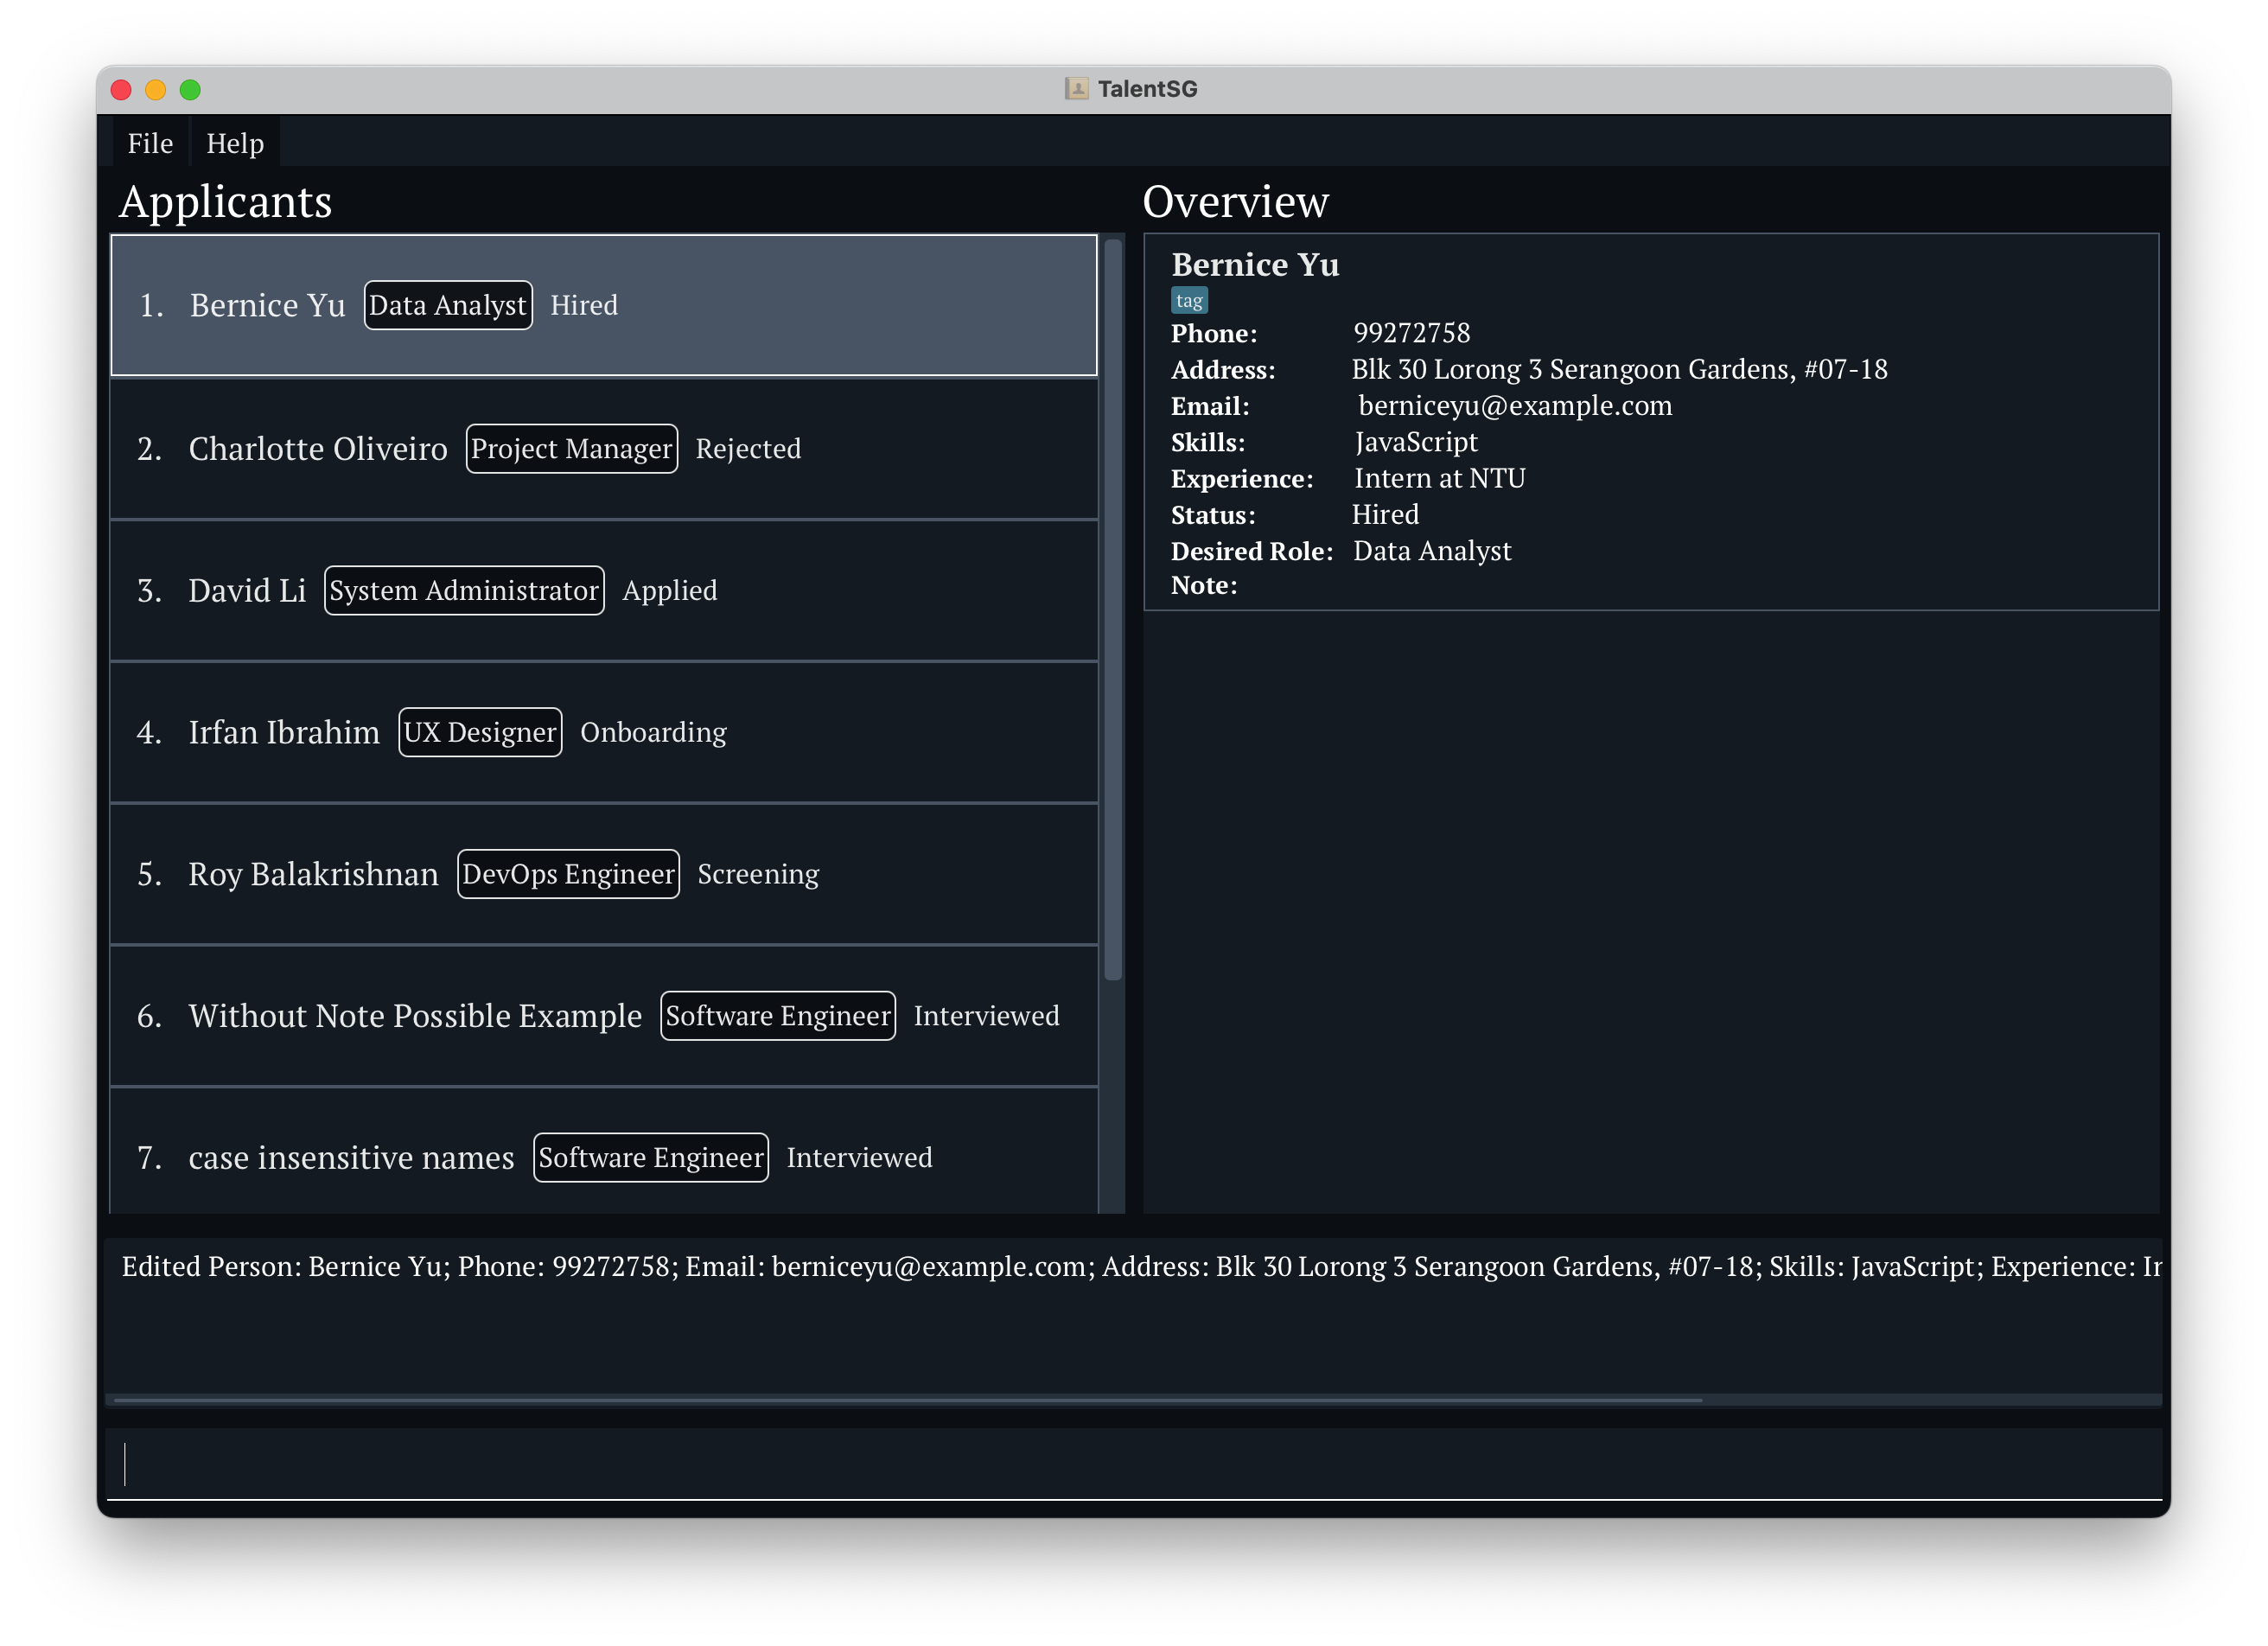 TalentSG
File Help
Applicants
1. Bernice Yu Data Analyst Hired
2. Charlotte Oliveiro Project Manager Rejected
3. David Li System Administrator Applied
4. Irfan Ibrahim UX Designer Onboarding
5. Roy Balakrishnan DevOps Engineer Screening
6. Without Note Possible Example Software Engineer Interviewed
7. case insensitive names Software Engineer Interviewed
Overview
Bernice Yu
tag
Phone: 99272758
Address: Blk 30 Lorong 3 Serangoon Gardens, #07-18
Email: berniceyu@example.com
Skills: JavaScript
Experience: Intern at NTU
Status: Hired
Desired Role: Data Analyst
Note:
Edited Person: Bernice Yu; Phone: 99272758; Email: berniceyu@example.com; Address: Blk 30 Lorong 3 Serangoon Gardens, #07-18; Skills: JavaScript; Experience: